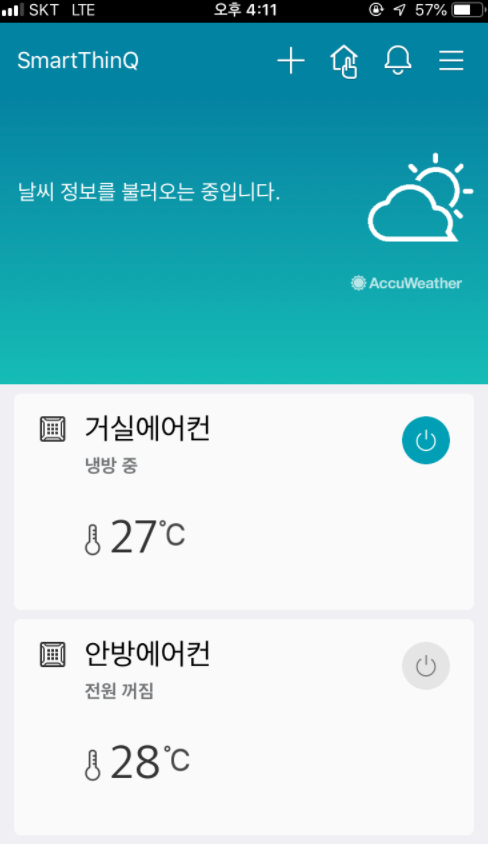 SKT LTE 오후 4:11 57%
SmartThinQ
날씨 정보를 불러오는 중입니다.
AccuWeather
거실에어컨
냉방 중
27°C
안방에어컨
전원 꺼짐
28°C